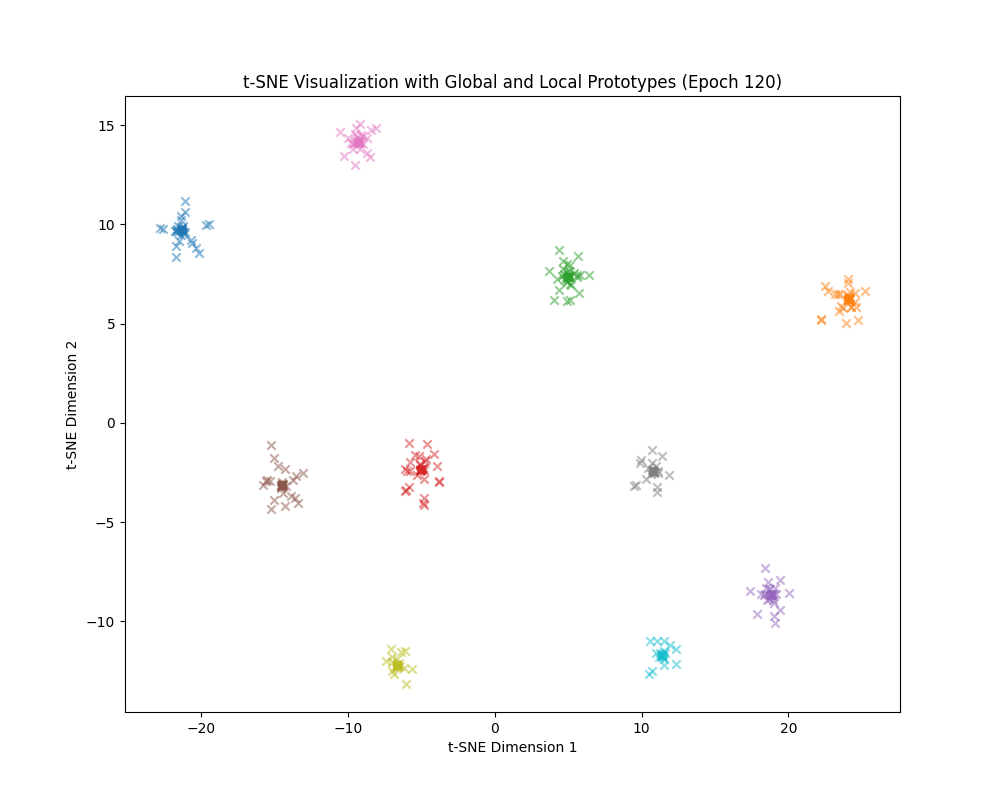 t-SNE Visualization with Global and Local Prototypes (Epoch 120)
15
10
5
0
−5
−10
t-SNE Dimension 2
−20 −10 0 10 20
t-SNE Dimension 1